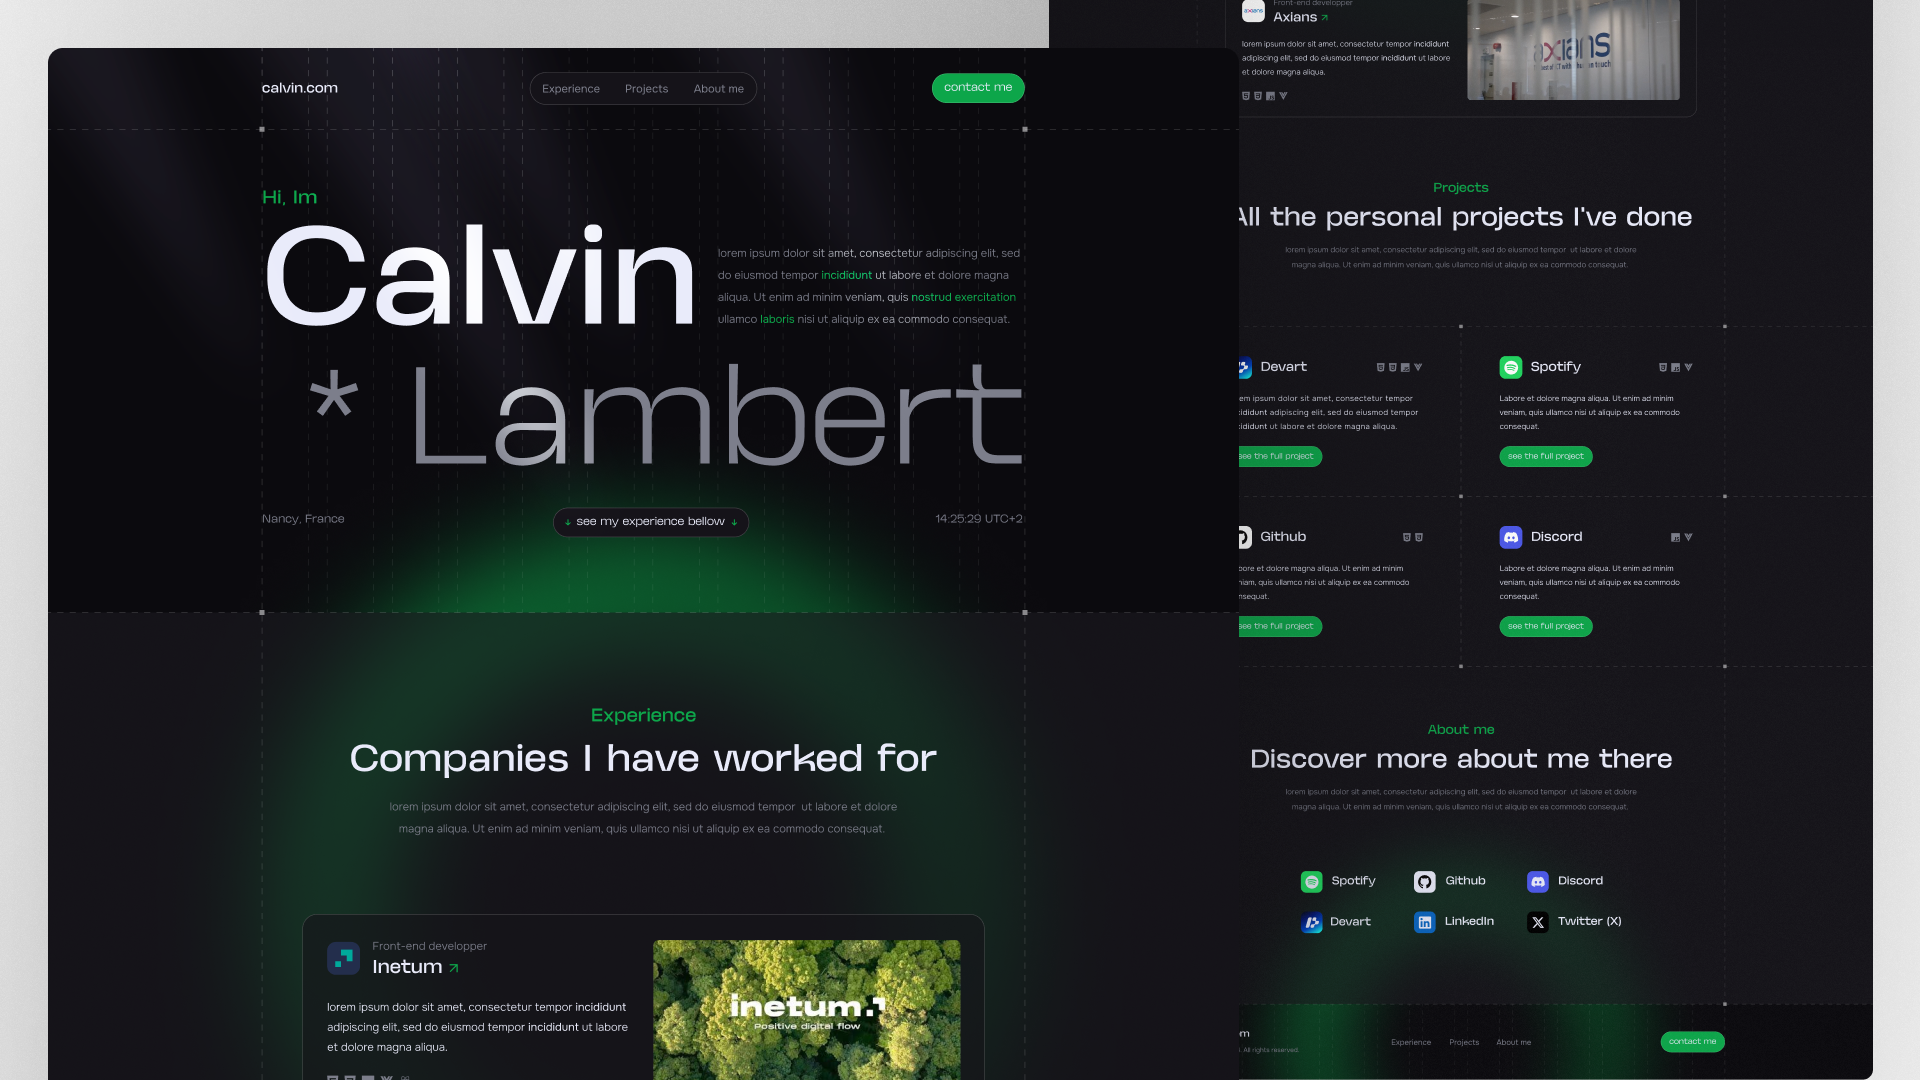 calvin.com
Experience
Projects
About me
contact me
Hi, Im
Calvin
* Lambert
lorem ipsum dolor sit amet, consectetur adipiscing elit, sed
do eiusmod tempor incididunt ut labore et dolore magna
aliqua. Ut enim ad minim veniam, quis nostrud exercitation
ullamco laboris nisi ut aliquip ex ea commodo consequat.
Nancy, France
↓ see my experience bellow ↓
14:25:29 UTC+2
Experience
Companies I have worked for
lorem ipsum dolor sit amet, consectetur adipiscing elit, sed do eiusmod tempor ut labore et dolore
magna aliqua. Ut enim ad minim veniam, quis ullamco nisi ut aliquip ex ea commodo consequat.
Front-end developper
Inetum
lorem ipsum dolor sit amet, consectetur tempor incididunt
adipiscing elit, sed do eiusmod tempor incididunt ut labore
et dolore magna aliqua.
inetum.
Positive digital flow
Front-end developper
axians
Axians
lorem ipsum dolor sit amet, consectetur tempor incididunt
adipiscing elit, sed do eiusmod tempor incididunt ut labore
et dolore magna aliqua.
axians
Projects
All the personal projects I've done
lorem ipsum dolor sit amet, consectetur adipiscing elit, sed do eiusmod tempor ut labore et dolore
magna aliqua. Ut enim ad minim veniam, quis ullamco nisi ut aliquip ex ea commodo consequat.
Devart
em ipsum dolor sit amet, consectetur tempor
cididunt adipiscing elit, sed do eiusmod tempor
cididunt ut labore et dolore magna aliqua.
see the full project
Spotify
Labore et dolore magna aliqua. Ut enim ad minim
veniam, quis ullamco nisi ut aliquip ex ea commodo
consequat.
see the full project
Github
bore et dolore magna aliqua. Ut enim ad minim
niam, quis ullamco nisi ut aliquip ex ea commodo
nsequat.
see the full project
Discord
Labore et dolore magna aliqua. Ut enim ad minim
veniam, quis ullamco nisi ut aliquip ex ea commodo
consequat.
see the full project
About me
Discover more about me there
lorem ipsum dolor sit amet, consectetur adipiscing elit, sed do eiusmod tempor ut labore et dolore
magna aliqua. Ut enim ad minim veniam, quis ullamco nisi ut aliquip ex ea commodo consequat.
Spotify
Github
Discord
Devart
LinkedIn
Twitter (X)
om
. All rights reserved.
Experience
Projects
About me
contact me